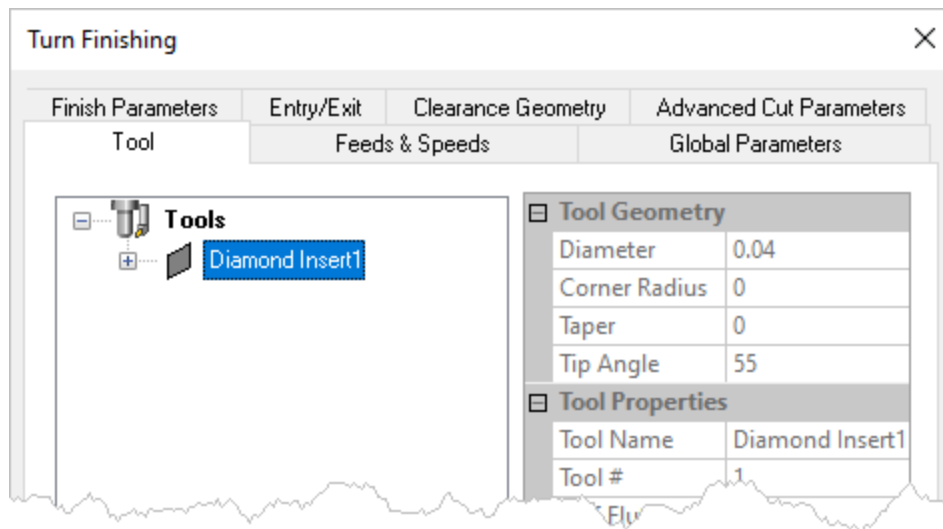 Turn Finishing
Finish Parameters Entry/Exit Clearance Geometry Advanced Cut Parameters
Tool Feeds & Speeds Global Parameters
Tools
Diamond Insert1
Tool Geometry
Diameter 0.04
Corner Radius 0
Taper 0
Tip Angle 55
Tool Properties
Tool Name Diamond Insert1
Tool # 1